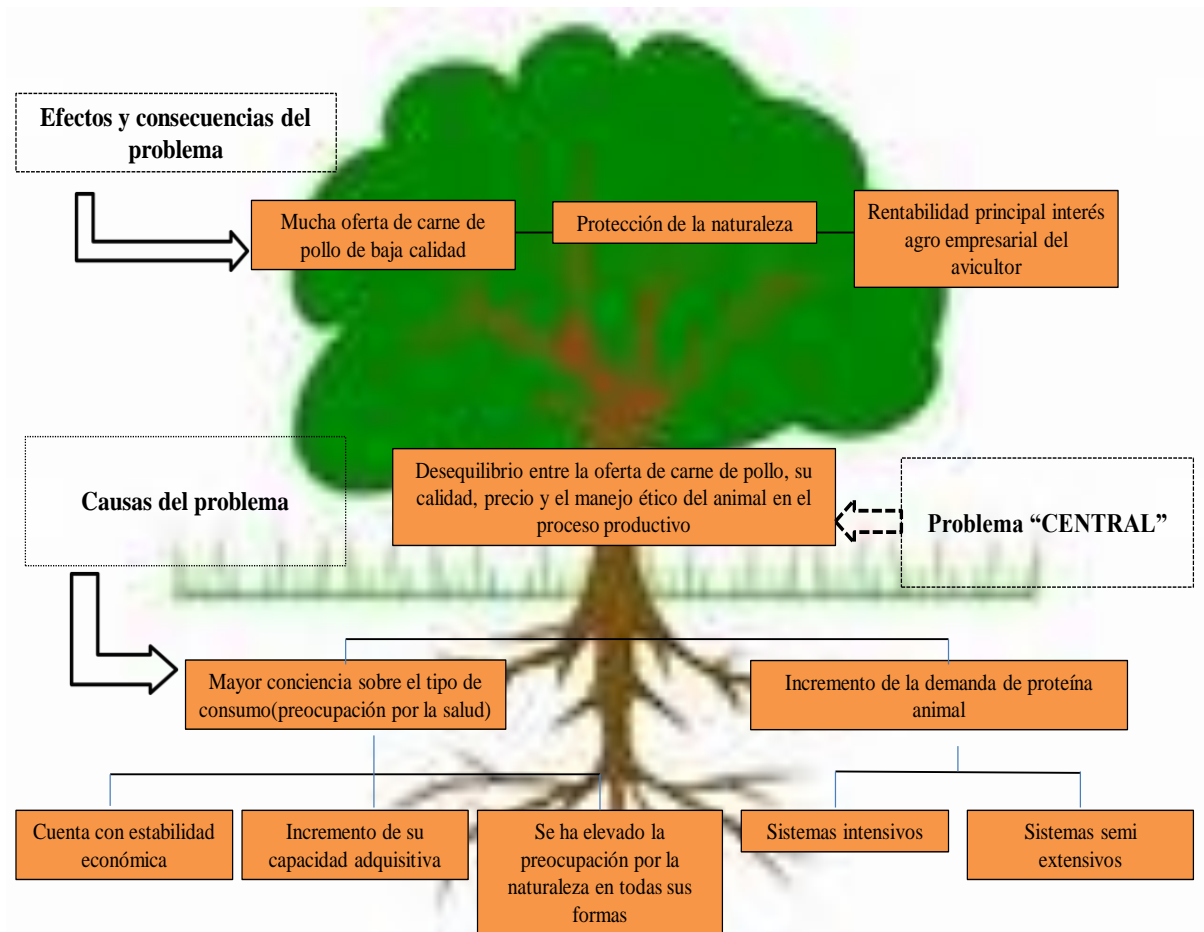 Efectos y consecuencias del
problema
Mucha oferta de carne de
pollo de baja calidad
Protección de la naturaleza
Rentabilidad principal interés
agro empresarial del
avicultor
Causas del problema
Desequilibrio entre la oferta de carne de pollo, su
calidad, precio y el manejo ético del animal en el
proceso productivo
Problema “CENTRAL”
Mayor conciencia sobre el tipo de
consumo(preocupación por la salud)
Incremento de la demanda de proteína
animal
Cuenta con estabilidad
económica
Incremento de su
capacidad adquisitiva
Se ha elevado la
preocupación por la
naturaleza en todas sus
formas
Sistemas intensivos
Sistemas semi
extensivos